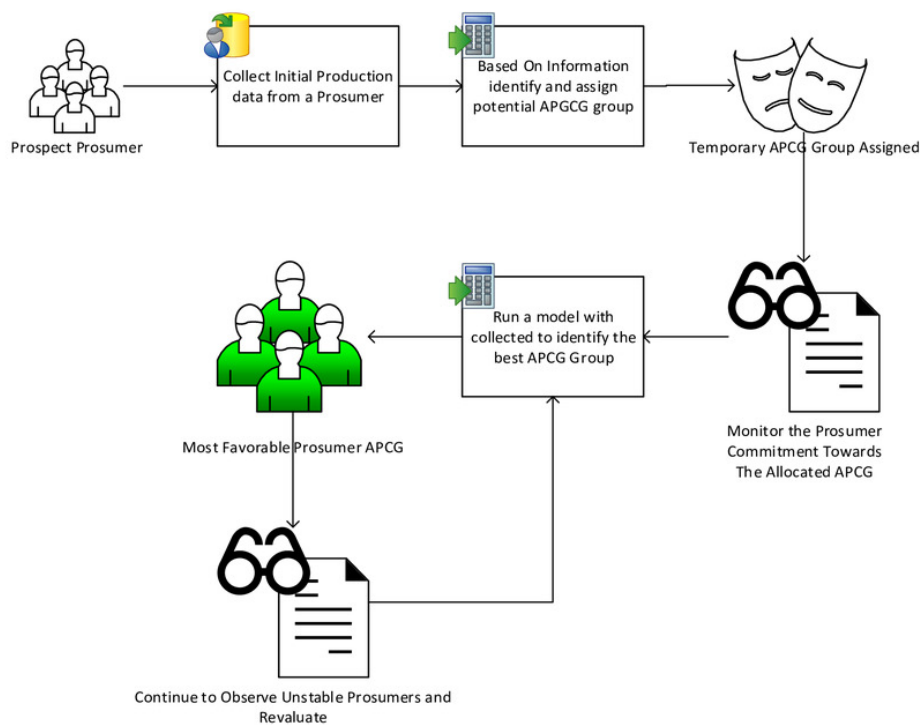 Prospect Prosumer
Collect Initial Production
data from a Prosumer
Based On Information
identify and assign
potential APGCG group
Temporary APCG Group Assigned
Monitor the Prosumer
Commitment Towards
The Allocated APCG
Run a model with
collected to identify the
best APCG Group
Most Favorable Prosumer APCG
Continue to Observe Unstable Prosumers and
Revaluate